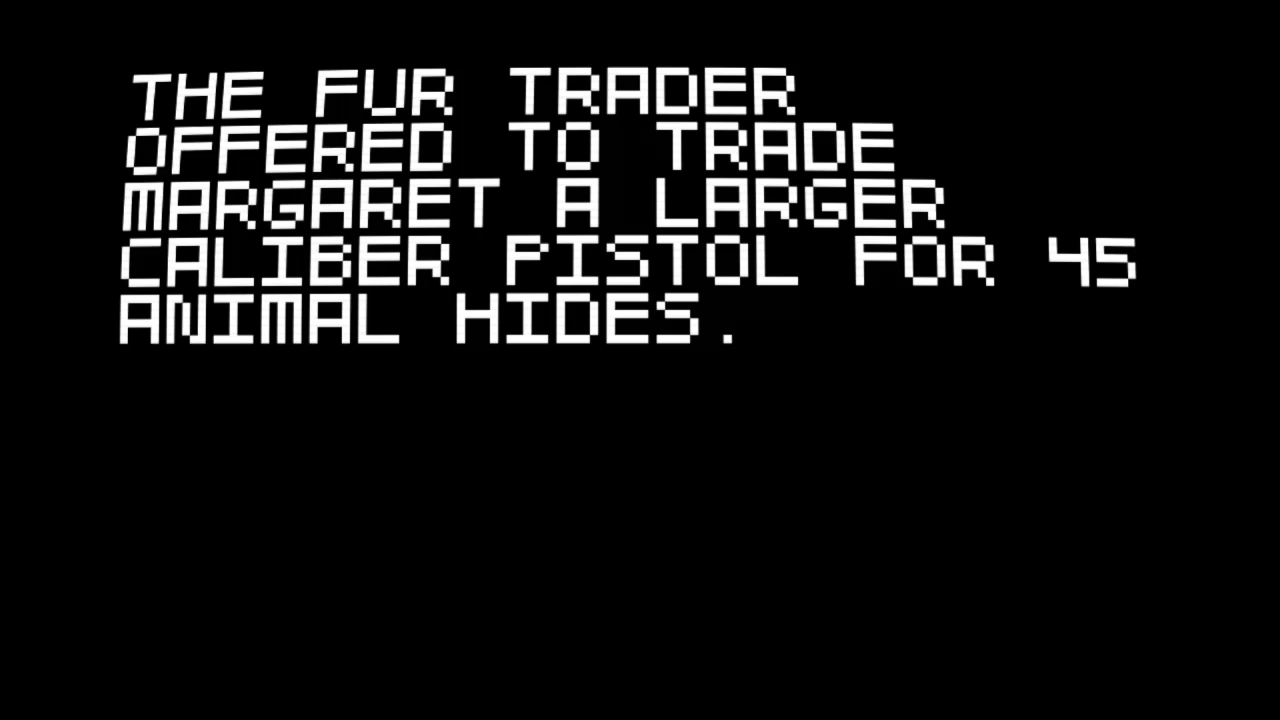 THE FUR TRADER
OFFERED TO TRADE
MARGARET A LARGER
CALIBER PISTOL FOR 45
ANIMAL HIDES.